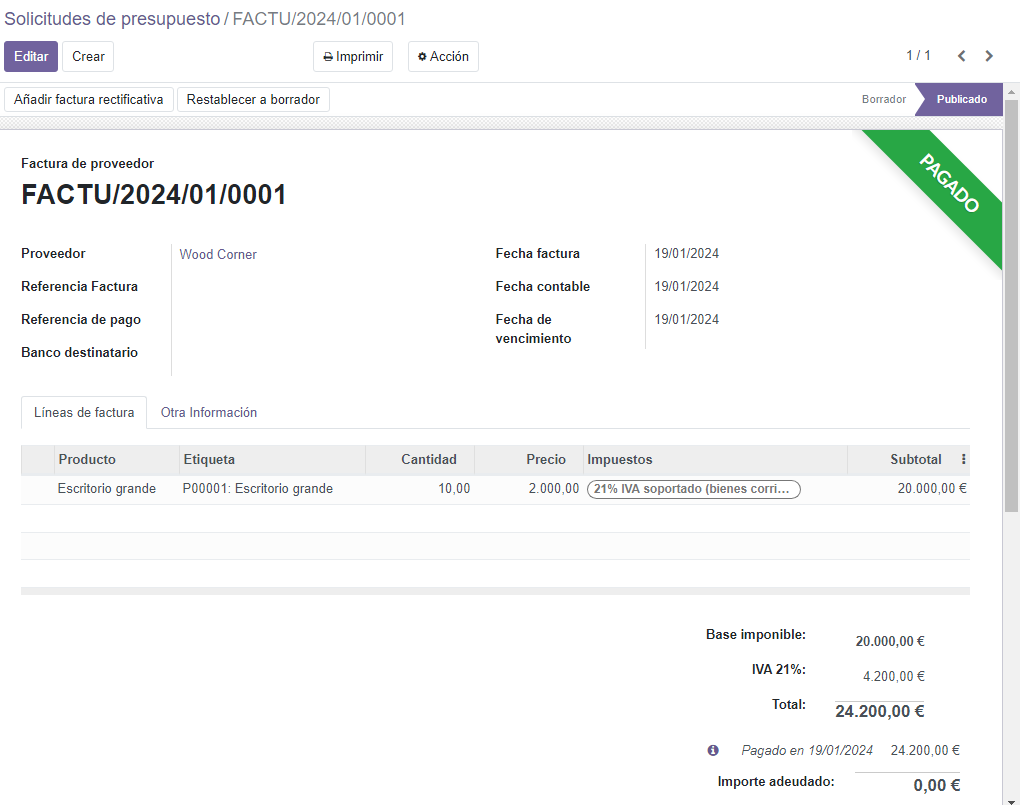 Solicitudes de presupuesto / FACTU/2024/01/0001
Editar Crear Imprimir Acción 1 / 1
Añadir factura rectificativa Restablecer a borrador Borrador Publicado
PAGADO
Factura de proveedor
FACTU/2024/01/0001
Proveedor Wood Corner Fecha factura 19/01/2024
Referencia Factura Fecha contable 19/01/2024
Referencia de pago Fecha de vencimiento 19/01/2024
Banco destinatario
Líneas de factura Otra Información
Producto Etiqueta Cantidad Precio Impuestos Subtotal
Escritorio grande P00001: Escritorio grande 10,00 2.000,00 21% IVA soportado (bienes corri... 20.000,00 €
Base imponible: 20.000,00 €
IVA 21%: 4.200,00 €
Total: 24.200,00 €
Pagado en 19/01/2024 24.200,00 €
Importe adeudado: 0,00 €